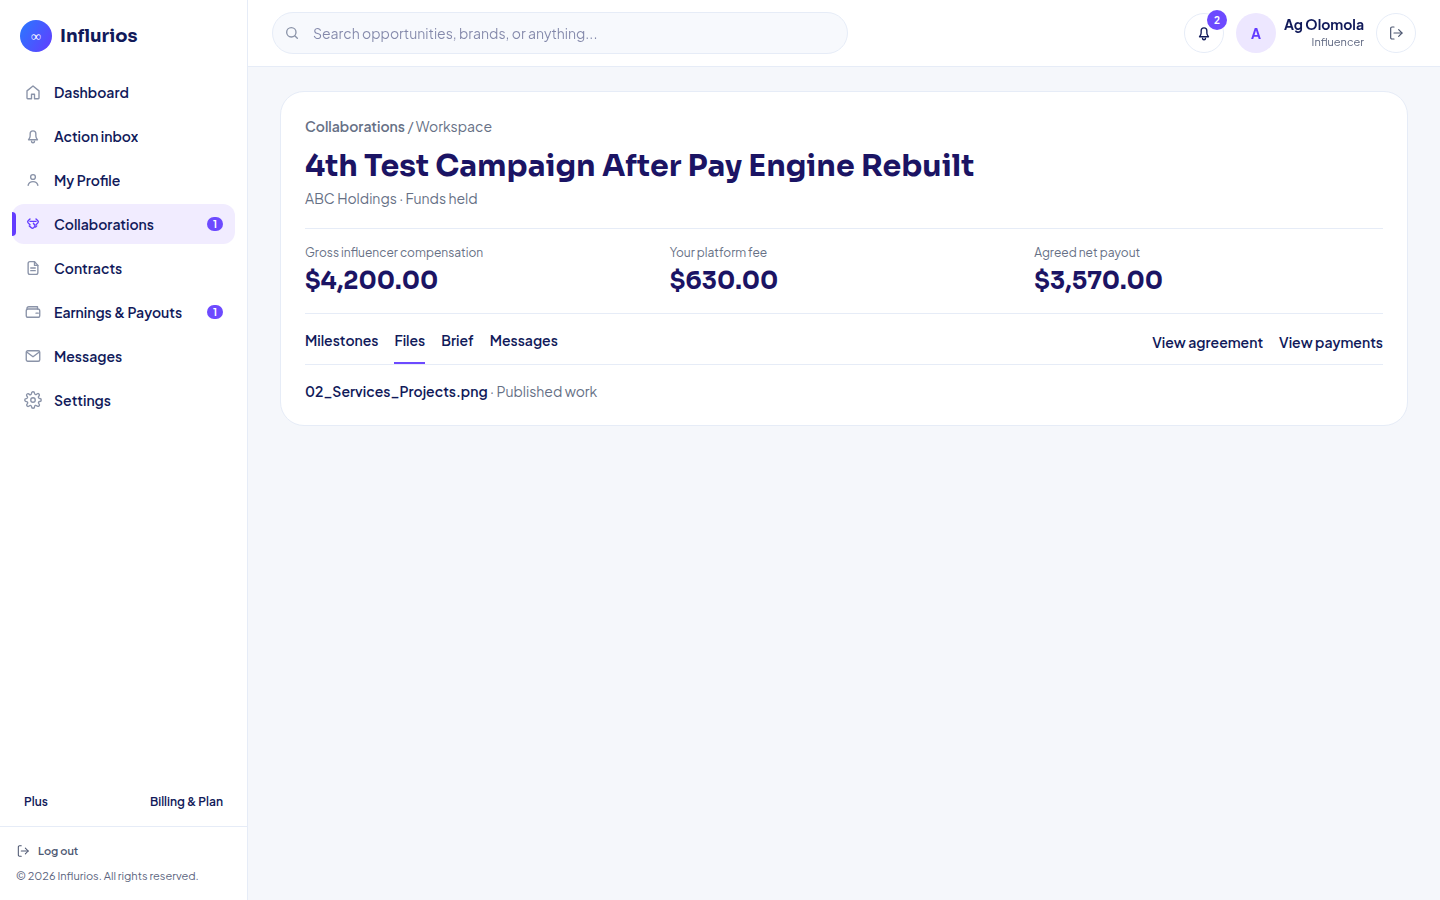 ∞ Influrios
Search opportunities, brands, or anything...
2
A
Ag Olomola
Influencer
Dashboard
Action inbox
My Profile
Collaborations 1
Contracts
Earnings & Payouts 1
Messages
Settings
Plus Billing & Plan
Log out
© 2026 Influrios. All rights reserved.
Collaborations / Workspace
4th Test Campaign After Pay Engine Rebuilt
ABC Holdings · Funds held
Gross influencer compensation
$4,200.00
Your platform fee
$630.00
Agreed net payout
$3,570.00
Milestones Files Brief Messages View agreement View payments
02_Services_Projects.png · Published work